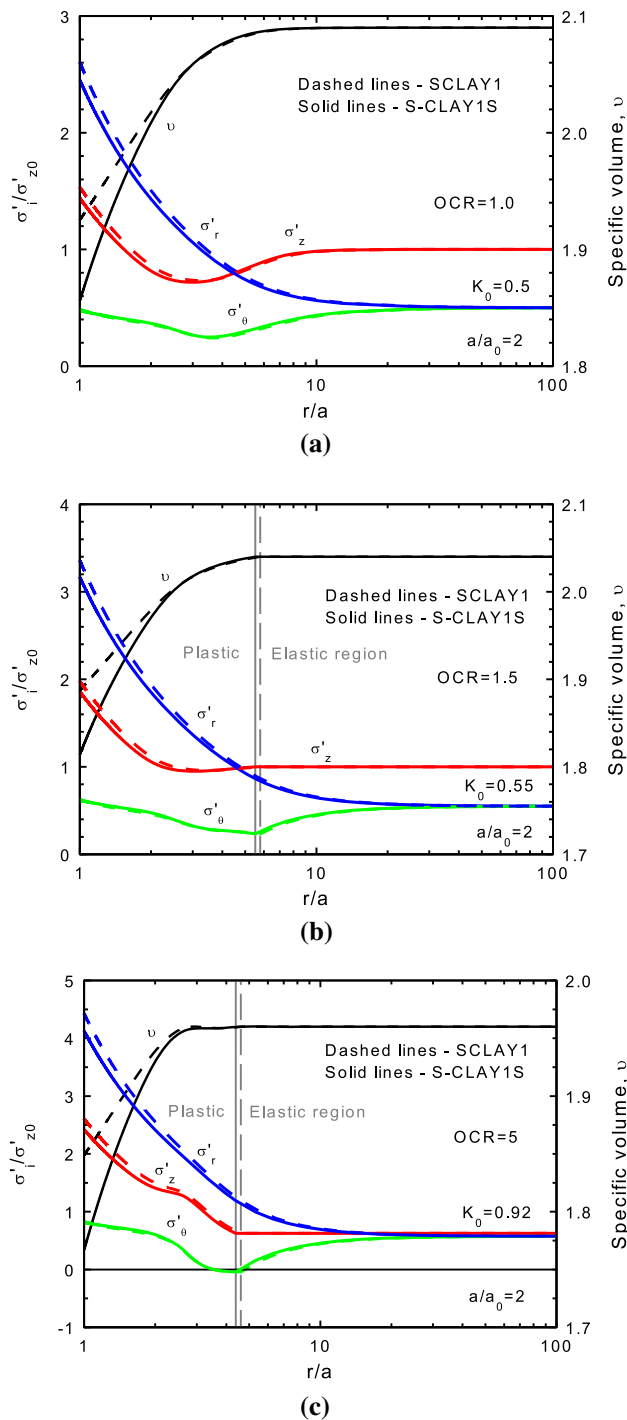 3
2
1
0
σ'i/σ'z0
2.1
2.0
1.9
1.8
Specific volume, υ
Dashed lines - SCLAY1
Solid lines - S-CLAY1S
υ
OCR=1.0
σ'r
σ'z
K0=0.5
σ'θ
a/a0=2
1
10
100
r/a
(a)
4
3
2
1
0
σ'i/σ'z0
2.1
2.0
1.9
1.8
1.7
Specific volume, υ
υ
Dashed lines - SCLAY1
Solid lines - S-CLAY1S
Plastic
Elastic region
OCR=1.5
σ'r
σ'z
K0=0.55
σ'θ
a/a0=2
1
10
100
r/a
(b)
5
4
3
2
1
0
-1
σ'i/σ'z0
2.0
1.9
1.8
1.7
Specific volume, υ
υ
Dashed lines - SCLAY1
Solid lines - S-CLAY1S
Plastic
Elastic region
OCR=5
σ'r
σ'z
K0=0.92
σ'θ
a/a0=2
1
10
100
r/a
(c)